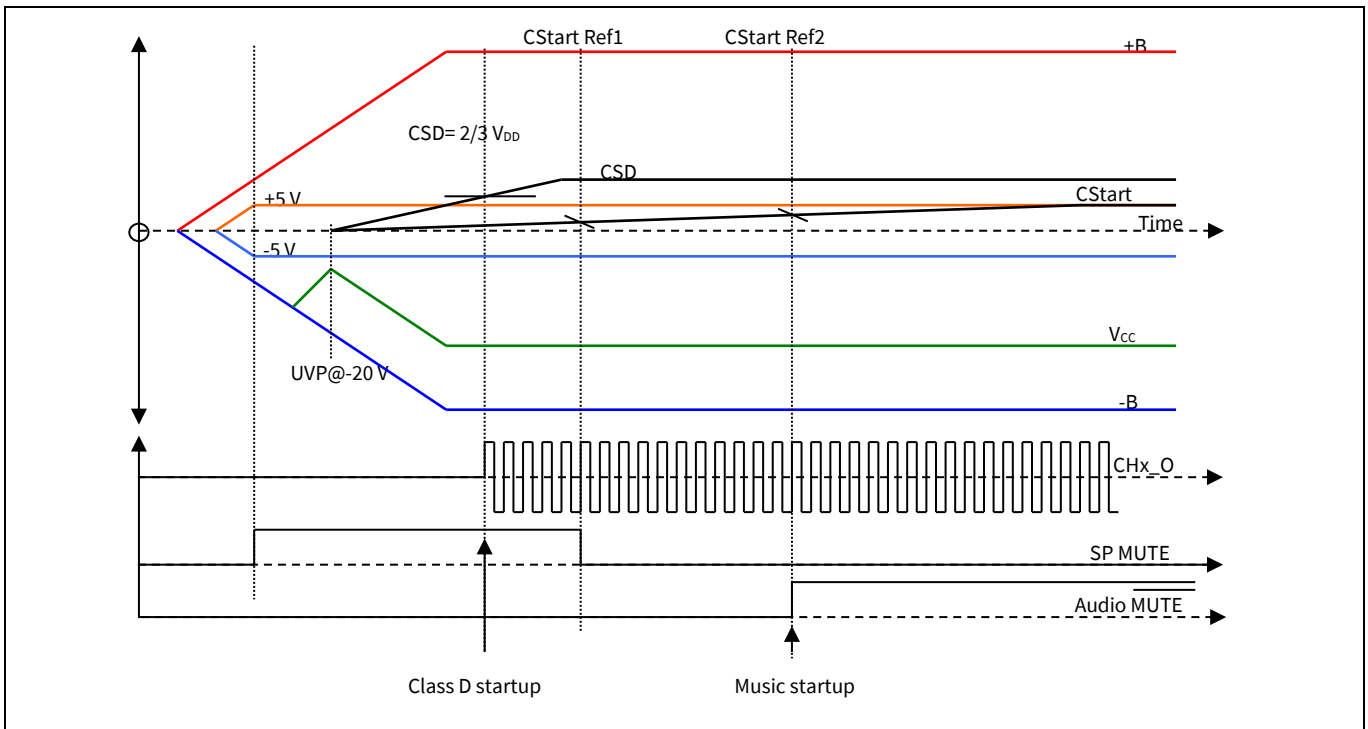 CStart Ref1
CStart Ref2
+B
CSD= 2/3 VDD
CSD
+5 V
CStart
Time
-5 V
VCC
UVP@-20 V
-B
CHx_O
SP MUTE
Audio MUTE
Class D startup
Music startup